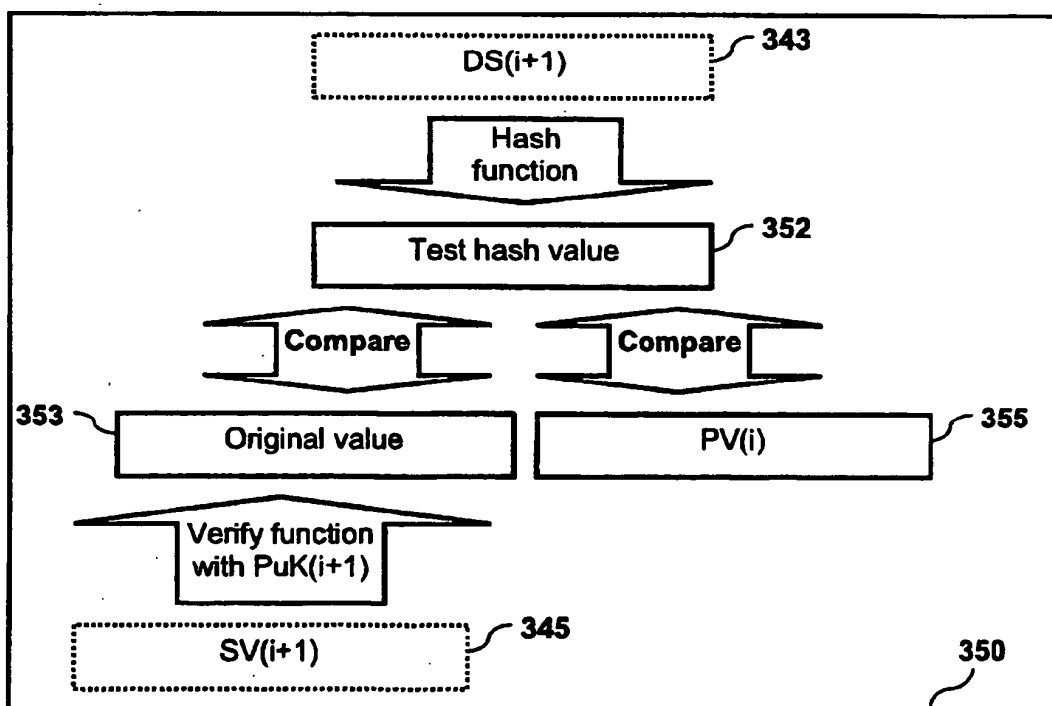 343
DS(i+1)
Hash
function
352
Test hash value
Compare
Compare
353
355
Original value
PV(i)
Verify function
with PuK(i+1)
345
SV(i+1)
350